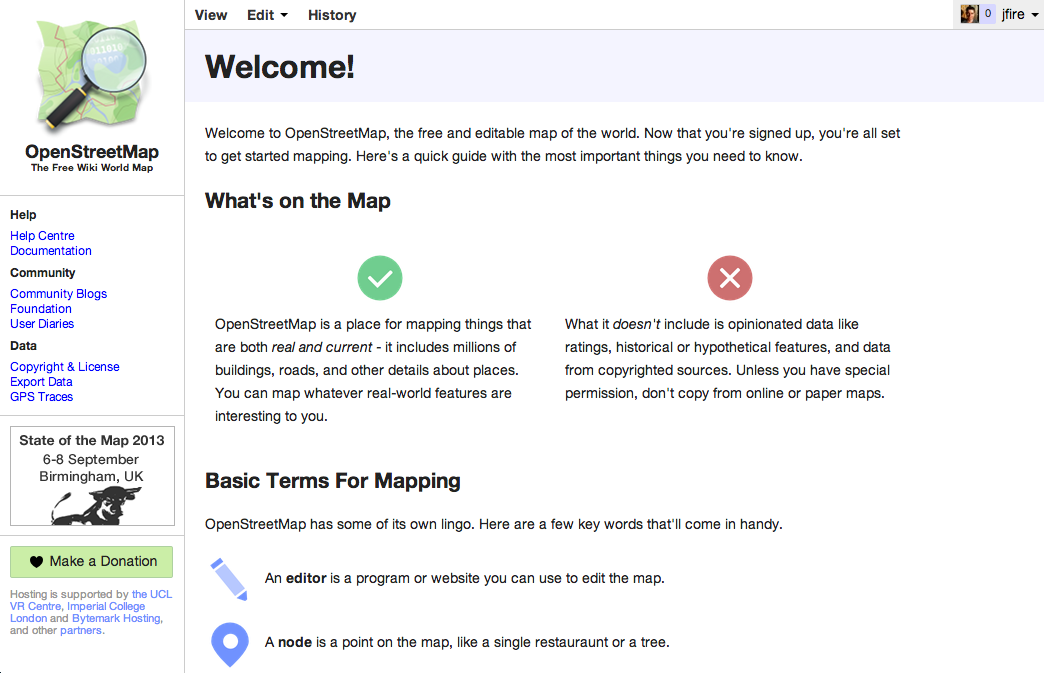 View Edit History
0 jfire
OpenStreetMap
The Free Wiki World Map
Help
Help Centre
Documentation
Community
Community Blogs
Foundation
User Diaries
Data
Copyright & License
Export Data
GPS Traces
State of the Map 2013
6-8 September
Birmingham, UK
Make a Donation
Hosting is supported by the UCL
VR Centre, Imperial College
London and Bytemark Hosting,
and other partners.
Welcome!
Welcome to OpenStreetMap, the free and editable map of the world. Now that you're signed up, you're all set
to get started mapping. Here's a quick guide with the most important things you need to know.
What's on the Map
OpenStreetMap is a place for mapping things that
are both real and current - it includes millions of
buildings, roads, and other details about places.
You can map whatever real-world features are
interesting to you.
What it doesn't include is opinionated data like
ratings, historical or hypothetical features, and data
from copyrighted sources. Unless you have special
permission, don't copy from online or paper maps.
Basic Terms For Mapping
OpenStreetMap has some of its own lingo. Here are a few key words that'll come in handy.
An editor is a program or website you can use to edit the map.
A node is a point on the map, like a single restauraunt or a tree.